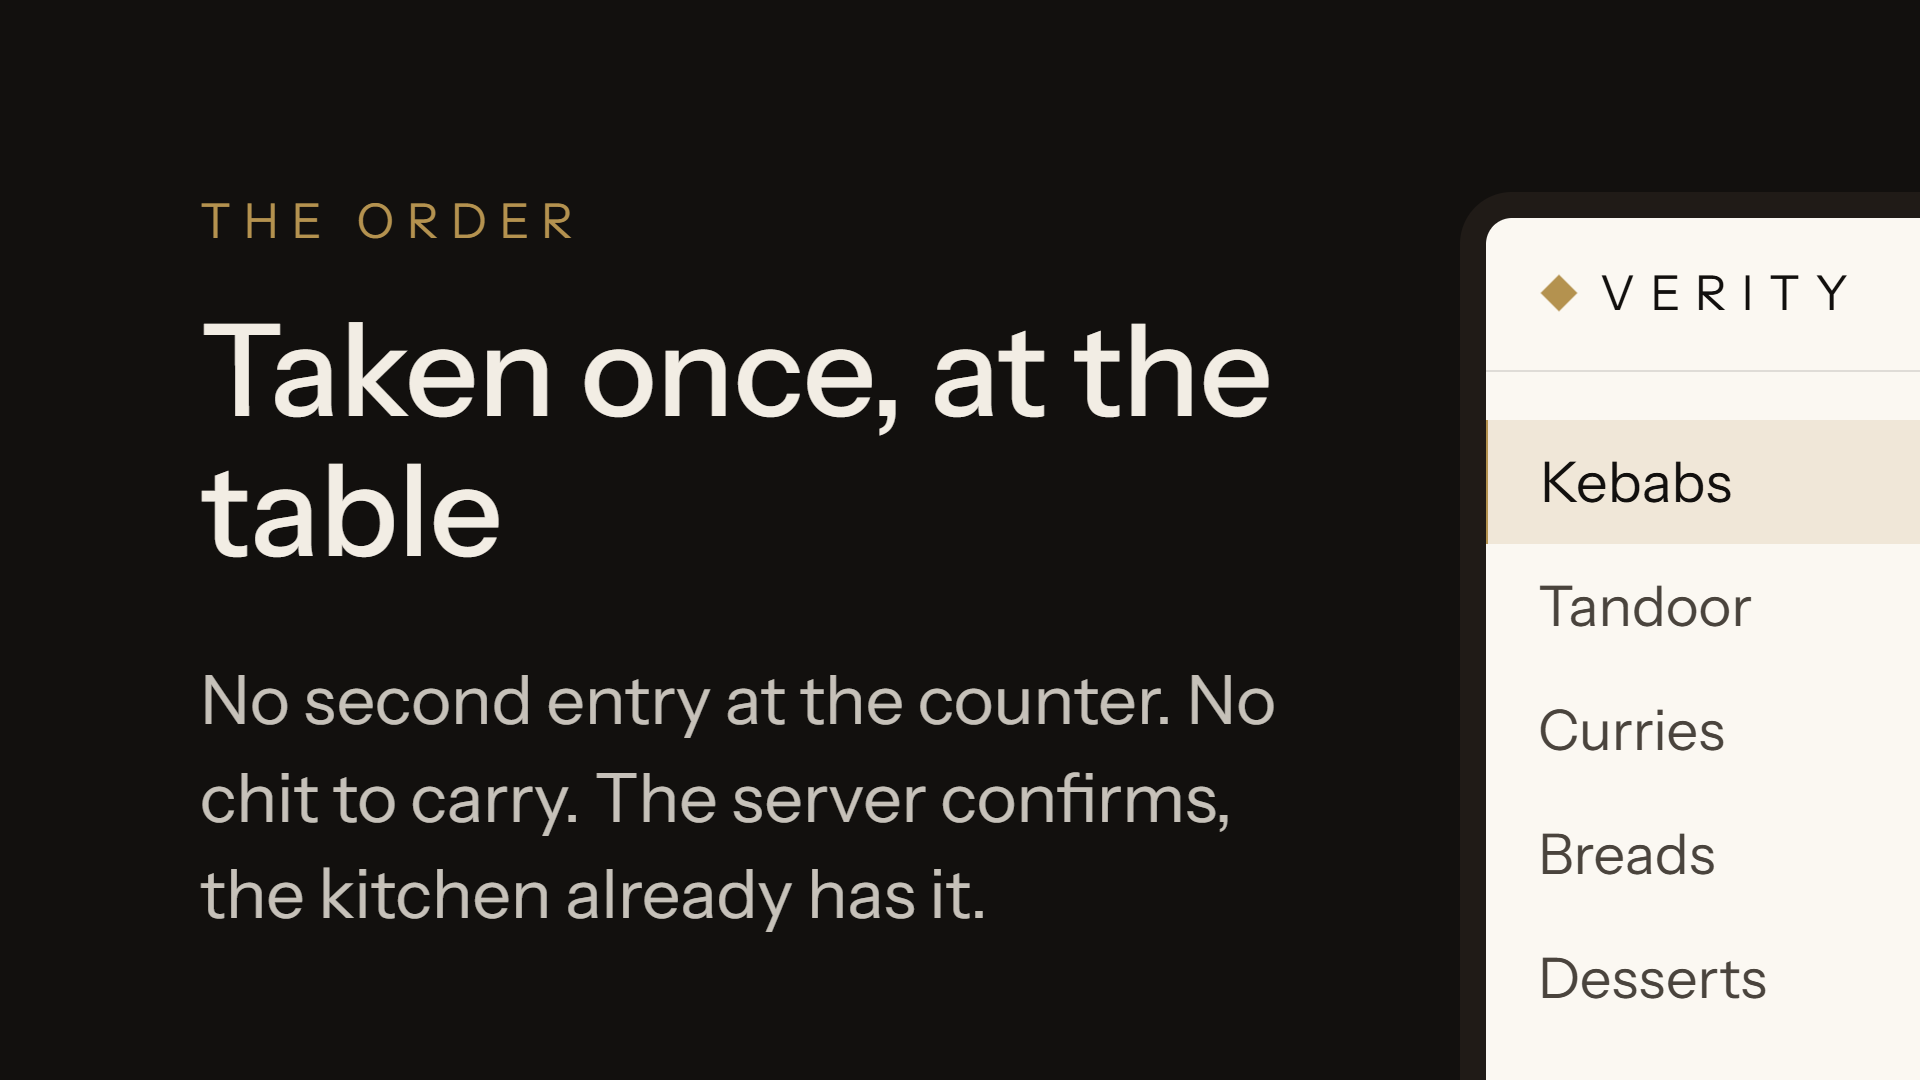 THE ORDER
Taken once, at the
table
No second entry at the counter. No
chit to carry. The server confirms,
the kitchen already has it.
VERITY
Kebabs
Tandoor
Curries
Breads
Desserts